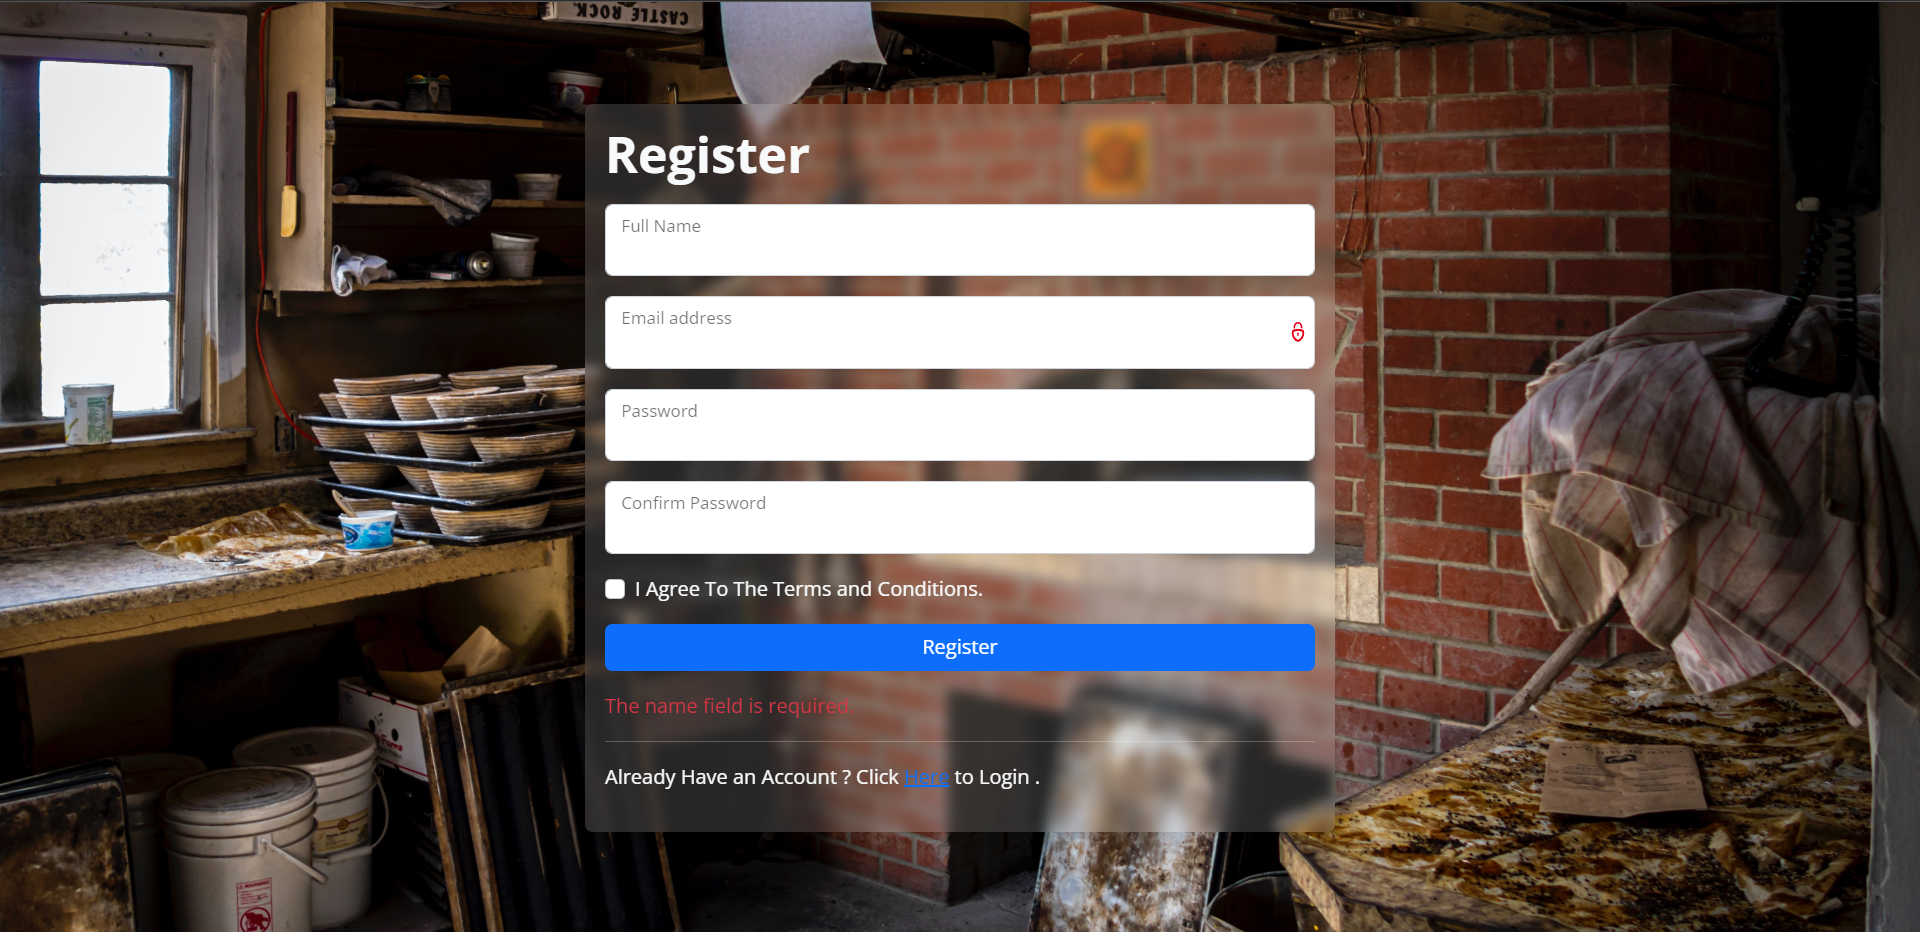 CASTLE ROCK
Register
Full Name
Email address
Password
Confirm Password
I Agree To The Terms and Conditions.
Register
The name field is required.
Already Have an Account ? Click Here to Login .